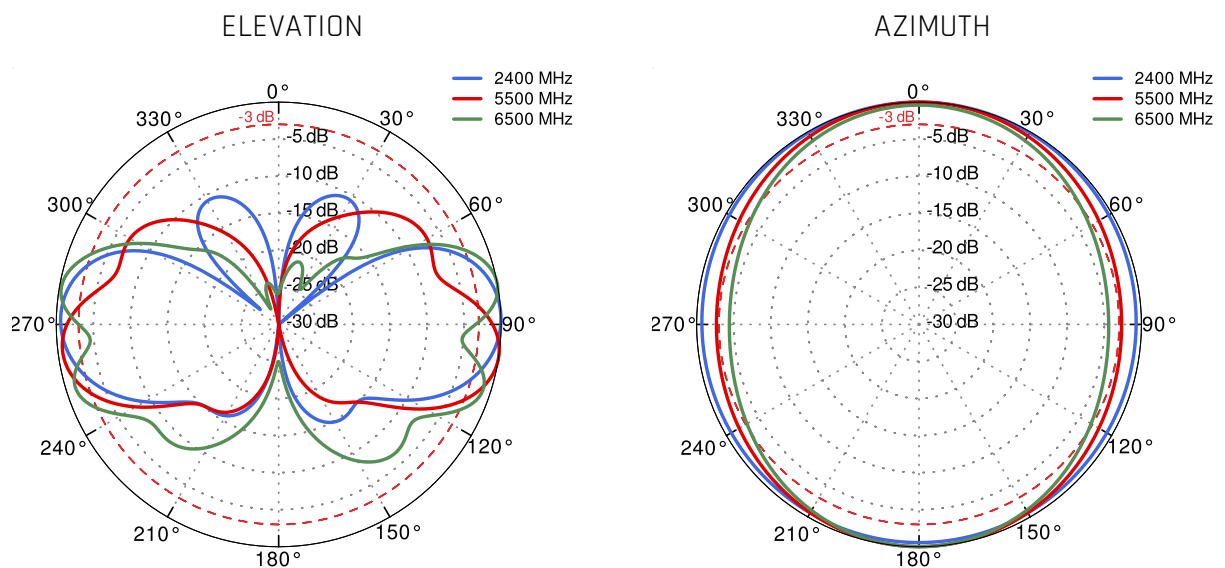 ELEVATION
2400 MHz
5500 MHz
6500 MHz
0°
30°
60°
90°
120°
150°
180°
210°
240°
270°
300°
330°
-3 dB
-5 dB
-10 dB
-15 dB
-20 dB
-25 dB
-30 dB
AZIMUTH
2400 MHz
5500 MHz
6500 MHz
0°
30°
60°
90°
120°
150°
180°
210°
240°
270°
300°
330°
-3 dB
-5 dB
-10 dB
-15 dB
-20 dB
-25 dB
-30 dB